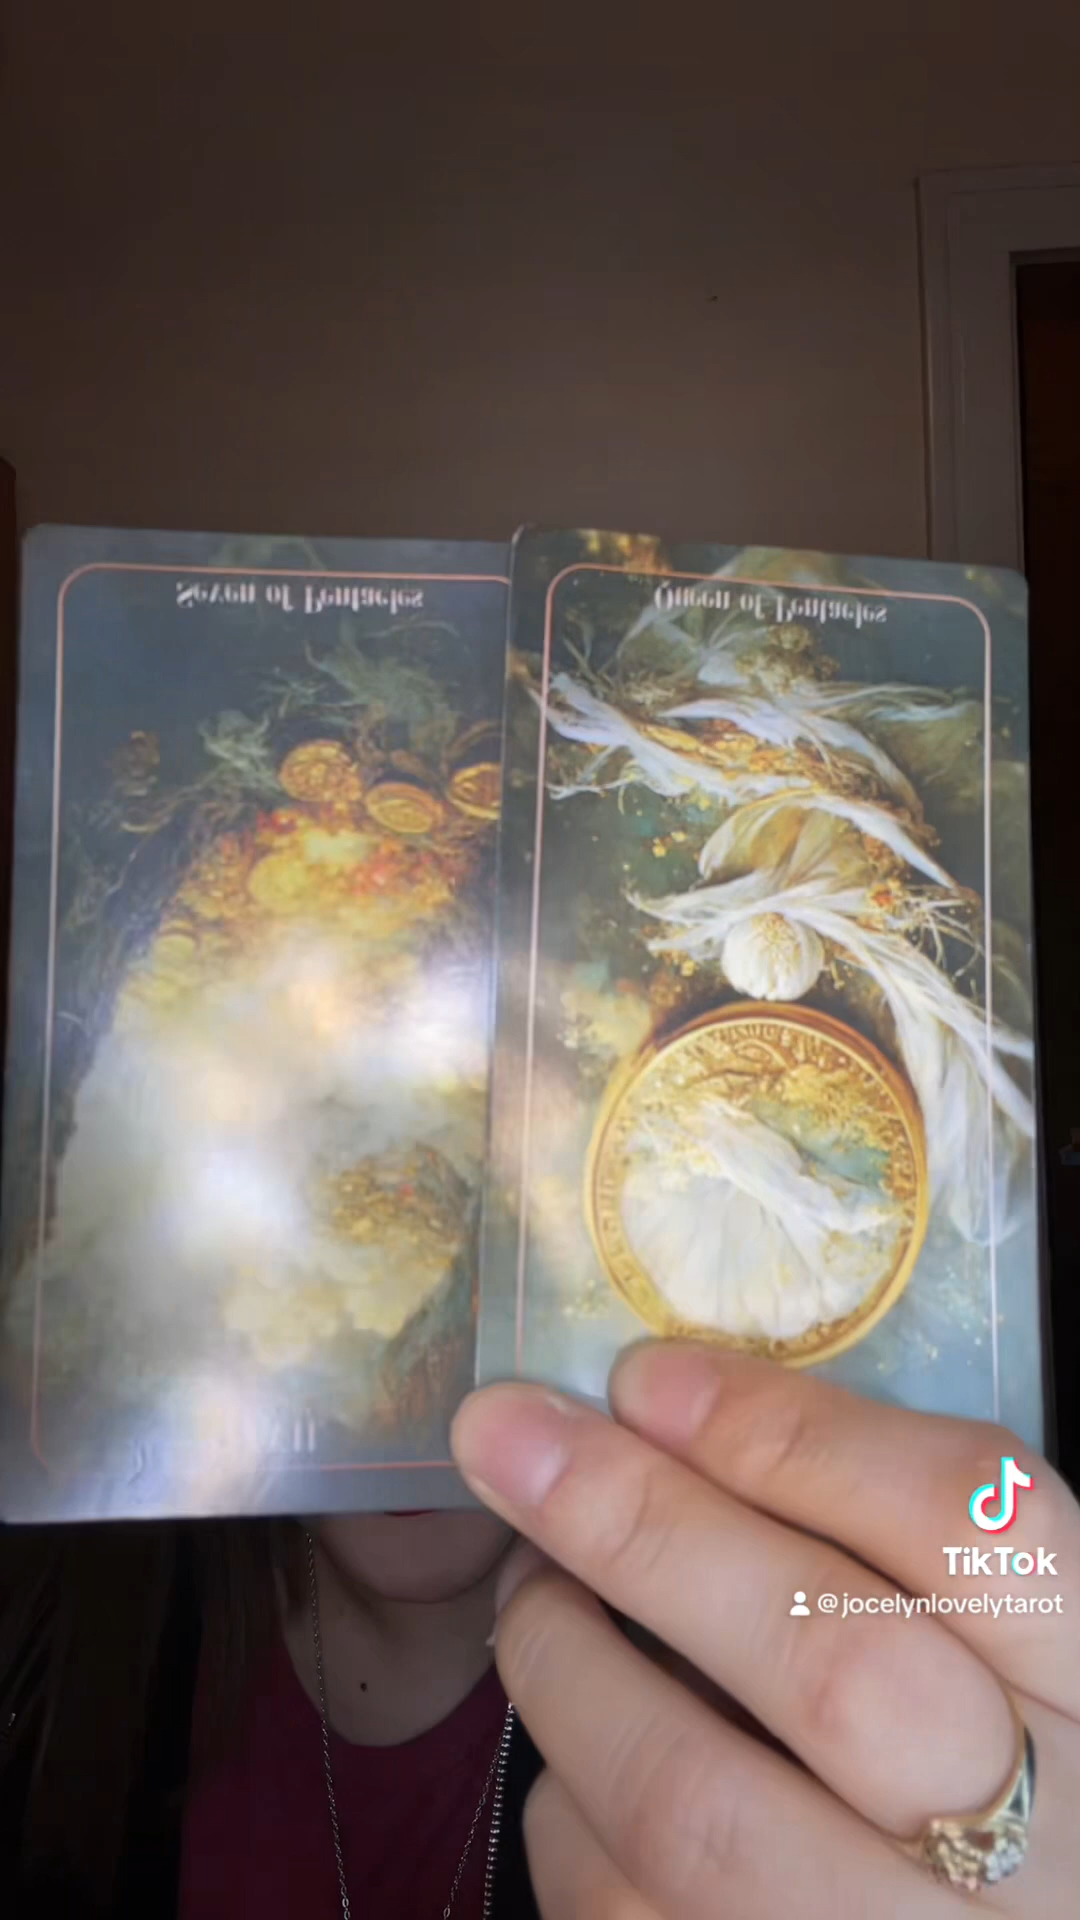 Seven of Pentacles
Queen of Pentacles
TikTok
@jocelynlovelytarot